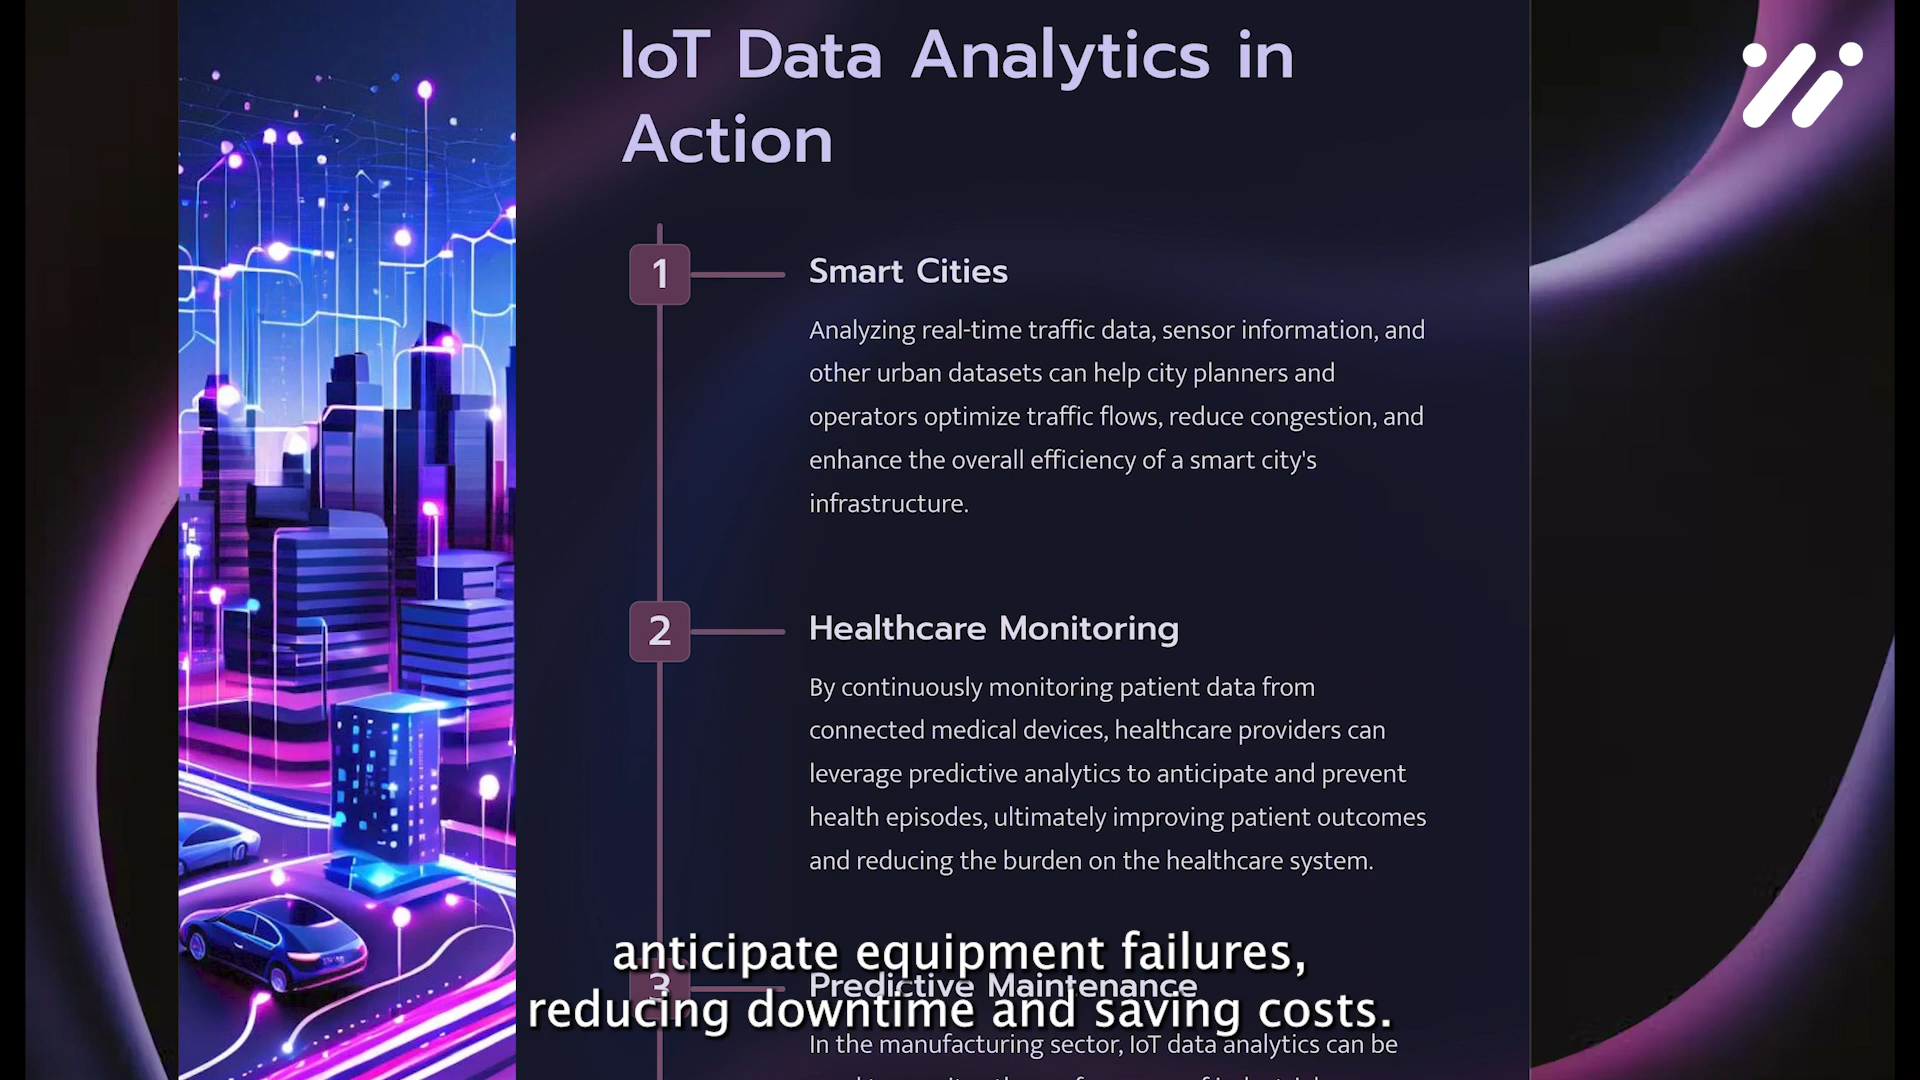 IoT Data Analytics in
Action
1
Smart Cities
Analyzing real-time traffic data, sensor information, and
other urban datasets can help city planners and
operators optimize traffic flows, reduce congestion, and
enhance the overall efficiency of a smart city's
infrastructure.
2
Healthcare Monitoring
By continuously monitoring patient data from
connected medical devices, healthcare providers can
leverage predictive analytics to anticipate and prevent
health episodes, ultimately improving patient outcomes
and reducing the burden on the healthcare system.
anticipate equipment failures,
reducing downtime and saving costs.
3
Predictive Maintenance
In the manufacturing sector, IoT data analytics can be